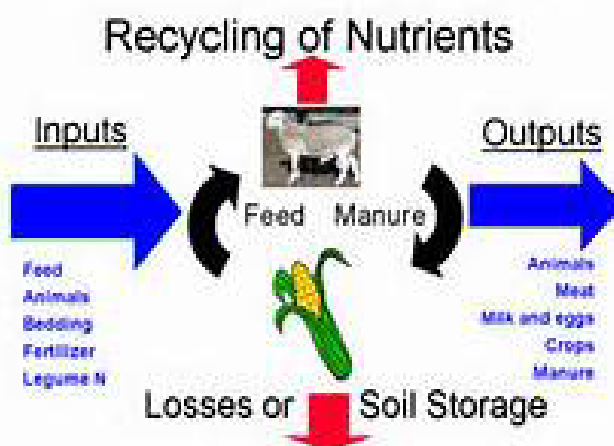 Recycling of Nutrients
Inputs
Outputs
Feed Manure
Feed
Animals
Bedding
Fertilizer
Legume N
Animals
Meat
Milk and eggs
Crops
Manure
Losses or Soil Storage